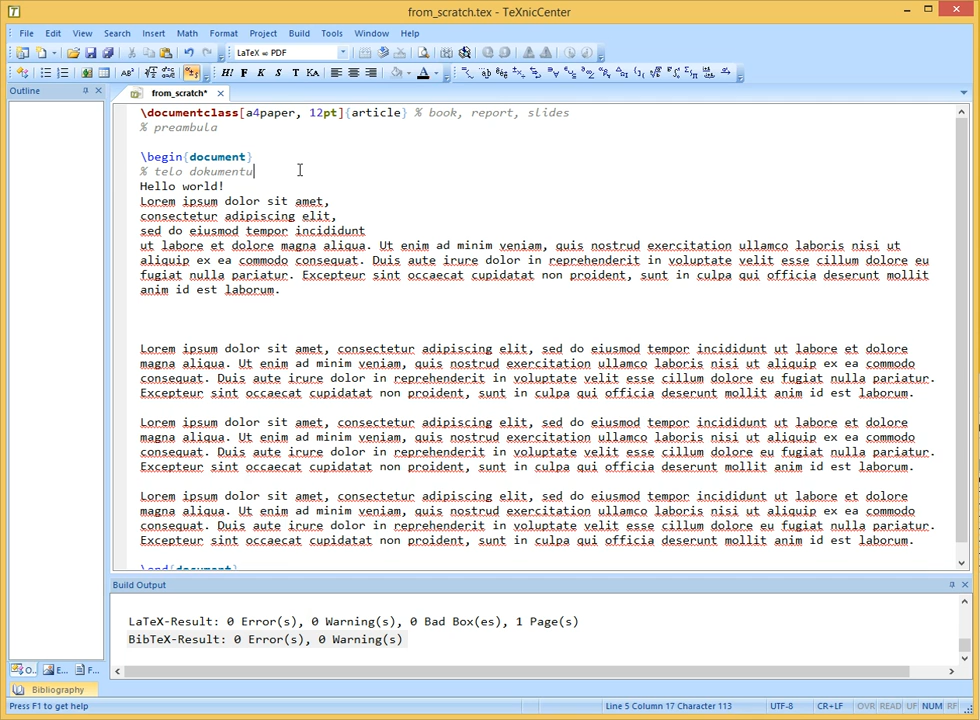 from_scratch.tex - TeXnicCenter
File Edit View Search Insert Math Format Project Build Tools Window Help
LaTeX ⇒ PDF
Outline
from_scratch*
\documentclass[a4paper, 12pt]{article} % book, report, slides
% preambula
\begin{document}
% telo dokumentu
Hello world!
Lorem ipsum dolor sit amet,
consectetur adipiscing elit,
sed do eiusmod tempor incididunt
ut labore et dolore magna aliqua. Ut enim ad minim veniam, quis nostrud exercitation ullamco laboris nisi ut
aliquip ex ea commodo consequat. Duis aute irure dolor in reprehenderit in voluptate velit esse cillum dolore eu
fugiat nulla pariatur. Excepteur sint occaecat cupidatat non proident, sunt in culpa qui officia deserunt mollit
anim id est laborum.
Lorem ipsum dolor sit amet, consectetur adipiscing elit, sed do eiusmod tempor incididunt ut labore et dolore
magna aliqua. Ut enim ad minim veniam, quis nostrud exercitation ullamco laboris nisi ut aliquip ex ea commodo
consequat. Duis aute irure dolor in reprehenderit in voluptate velit esse cillum dolore eu fugiat nulla pariatur.
Excepteur sint occaecat cupidatat non proident, sunt in culpa qui officia deserunt mollit anim id est laborum.
Lorem ipsum dolor sit amet, consectetur adipiscing elit, sed do eiusmod tempor incididunt ut labore et dolore
magna aliqua. Ut enim ad minim veniam, quis nostrud exercitation ullamco laboris nisi ut aliquip ex ea commodo
consequat. Duis aute irure dolor in reprehenderit in voluptate velit esse cillum dolore eu fugiat nulla pariatur.
Excepteur sint occaecat cupidatat non proident, sunt in culpa qui officia deserunt mollit anim id est laborum.
Lorem ipsum dolor sit amet, consectetur adipiscing elit, sed do eiusmod tempor incididunt ut labore et dolore
magna aliqua. Ut enim ad minim veniam, quis nostrud exercitation ullamco laboris nisi ut aliquip ex ea commodo
consequat. Duis aute irure dolor in reprehenderit in voluptate velit esse cillum dolore eu fugiat nulla pariatur.
Excepteur sint occaecat cupidatat non proident, sunt in culpa qui officia deserunt mollit anim id est laborum.
\end{document}
Build Output
LaTeX-Result: 0 Error(s), 0 Warning(s), 0 Bad Box(es), 1 Page(s)
BibTeX-Result: 0 Error(s), 0 Warning(s)
O... E... F...
Bibliography
Press F1 to get help Line 5 Column 17 Character 113 UTF-8 CR+LF OVR READ UF NUM RF